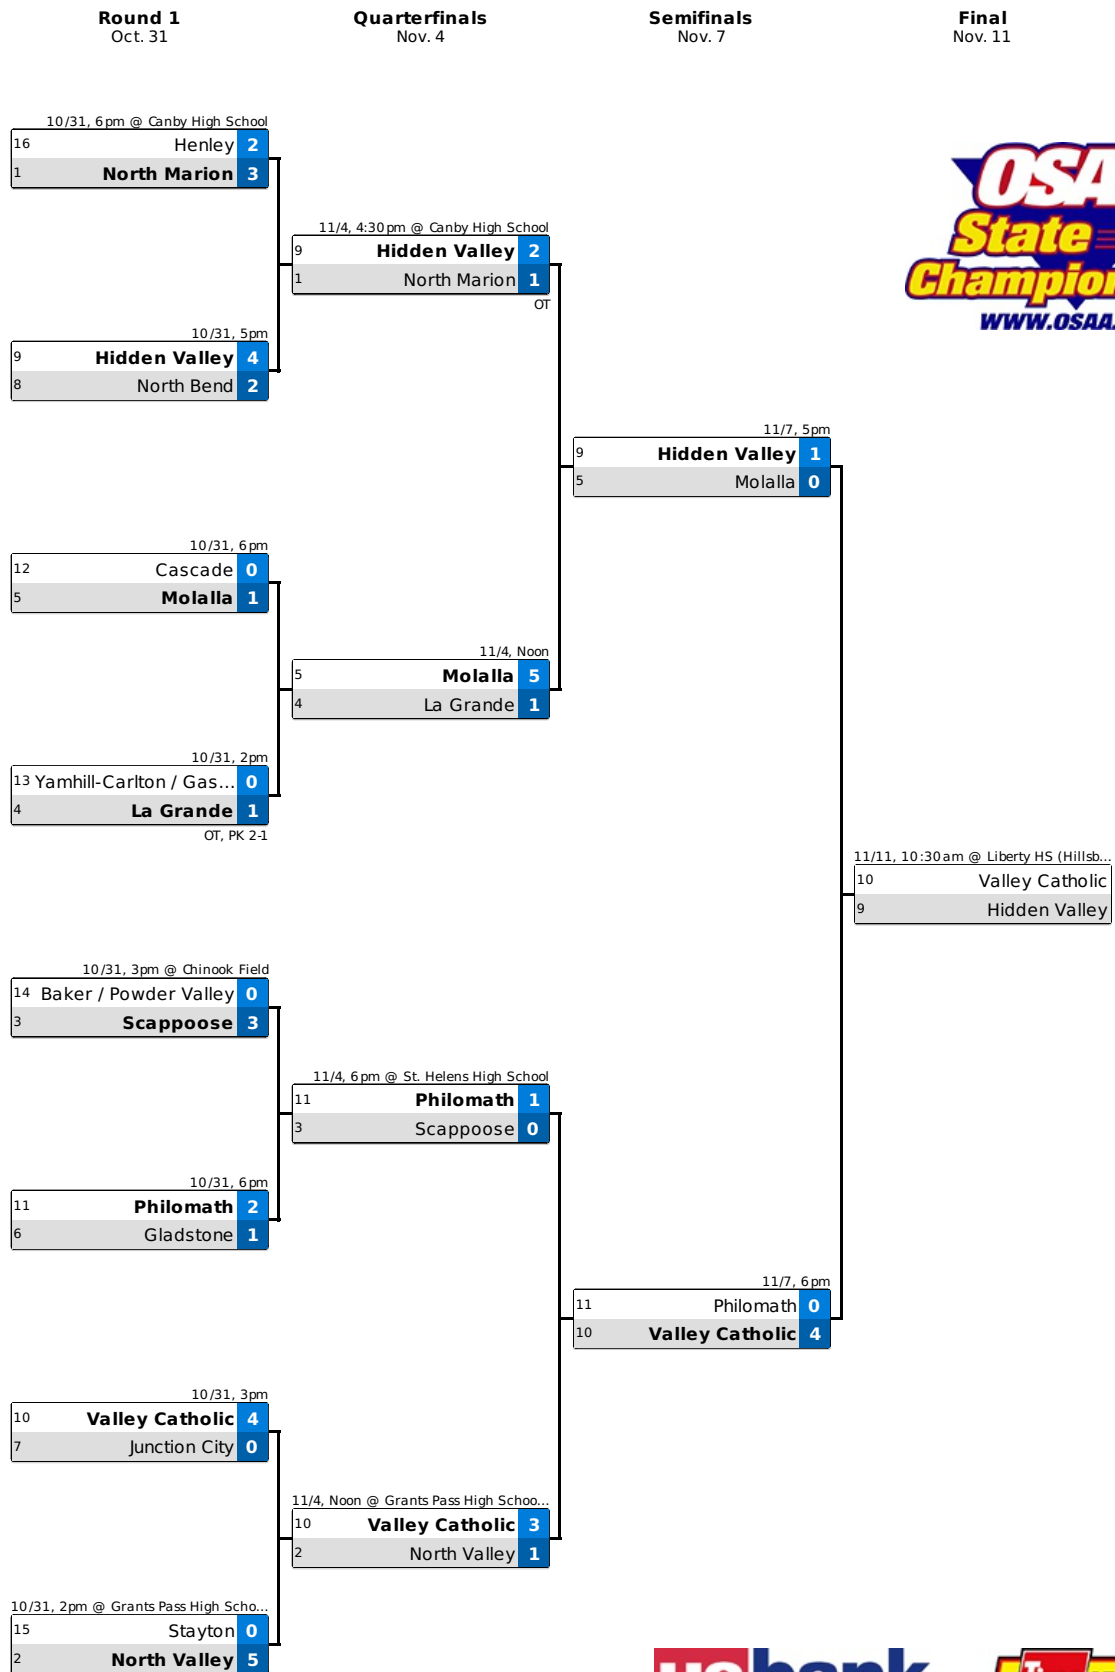 Round 1
Oct. 31
Quarterfinals
Nov. 4
Semifinals
Nov. 7
Final
Nov. 11
10/31, 6pm @ Canby High School
16 Henley 2
1 North Marion 3
11/4, 4:30pm @ Canby High School
9 Hidden Valley 2
1 North Marion 1
OT
10/31, 5pm
9 Hidden Valley 4
8 North Bend 2
OSAA
State
Champion
WWW.OSAA.
11/7, 5pm
9 Hidden Valley 1
5 Molalla 0
10/31, 6pm
12 Cascade 0
5 Molalla 1
11/4, Noon
5 Molalla 5
4 La Grande 1
10/31, 2pm
13 Yamhill-Carlton / Gas... 0
4 La Grande 1
OT, PK 2-1
11/11, 10:30am @ Liberty HS (Hillsb...
10 Valley Catholic
9 Hidden Valley
10/31, 3pm @ Chinook Field
14 Baker / Powder Valley 0
3 Scappoose 3
11/4, 6pm @ St. Helens High School
11 Philomath 1
3 Scappoose 0
10/31, 6pm
11 Philomath 2
6 Gladstone 1
11/7, 6pm
11 Philomath 0
10 Valley Catholic 4
10/31, 3pm
10 Valley Catholic 4
7 Junction City 0
11/4, Noon @ Grants Pass High Schoo...
10 Valley Catholic 3
2 North Valley 1
10/31, 2pm @ Grants Pass High Scho...
15 Stayton 0
2 North Valley 5
usbank